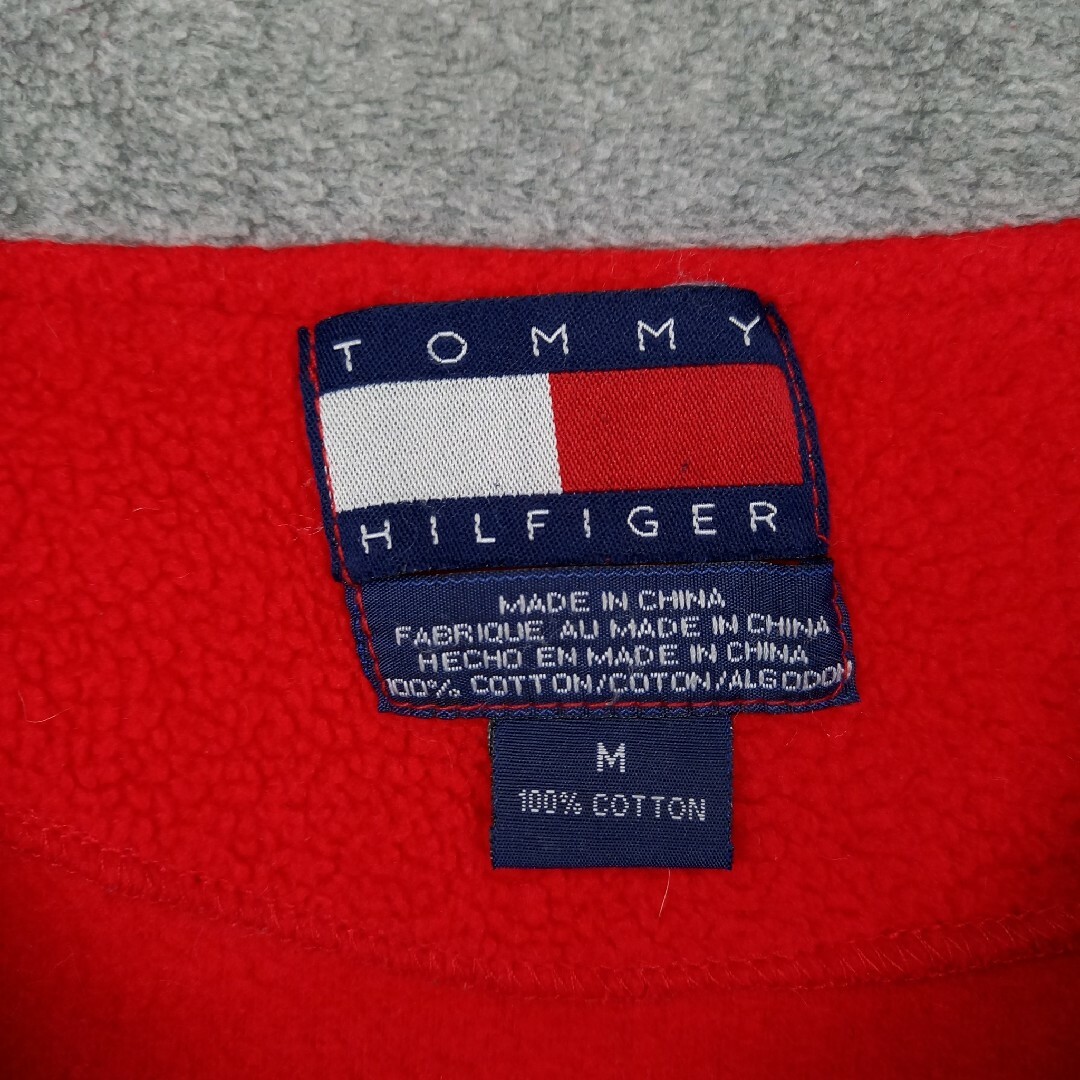 TOMMY
HILFIGER
MADE IN CHINA
FABRIQUE AU MADE IN CHINA
HECHO EN MADE IN CHINA
100% COTTON/COTON/ALGODON
M
100% COTTON